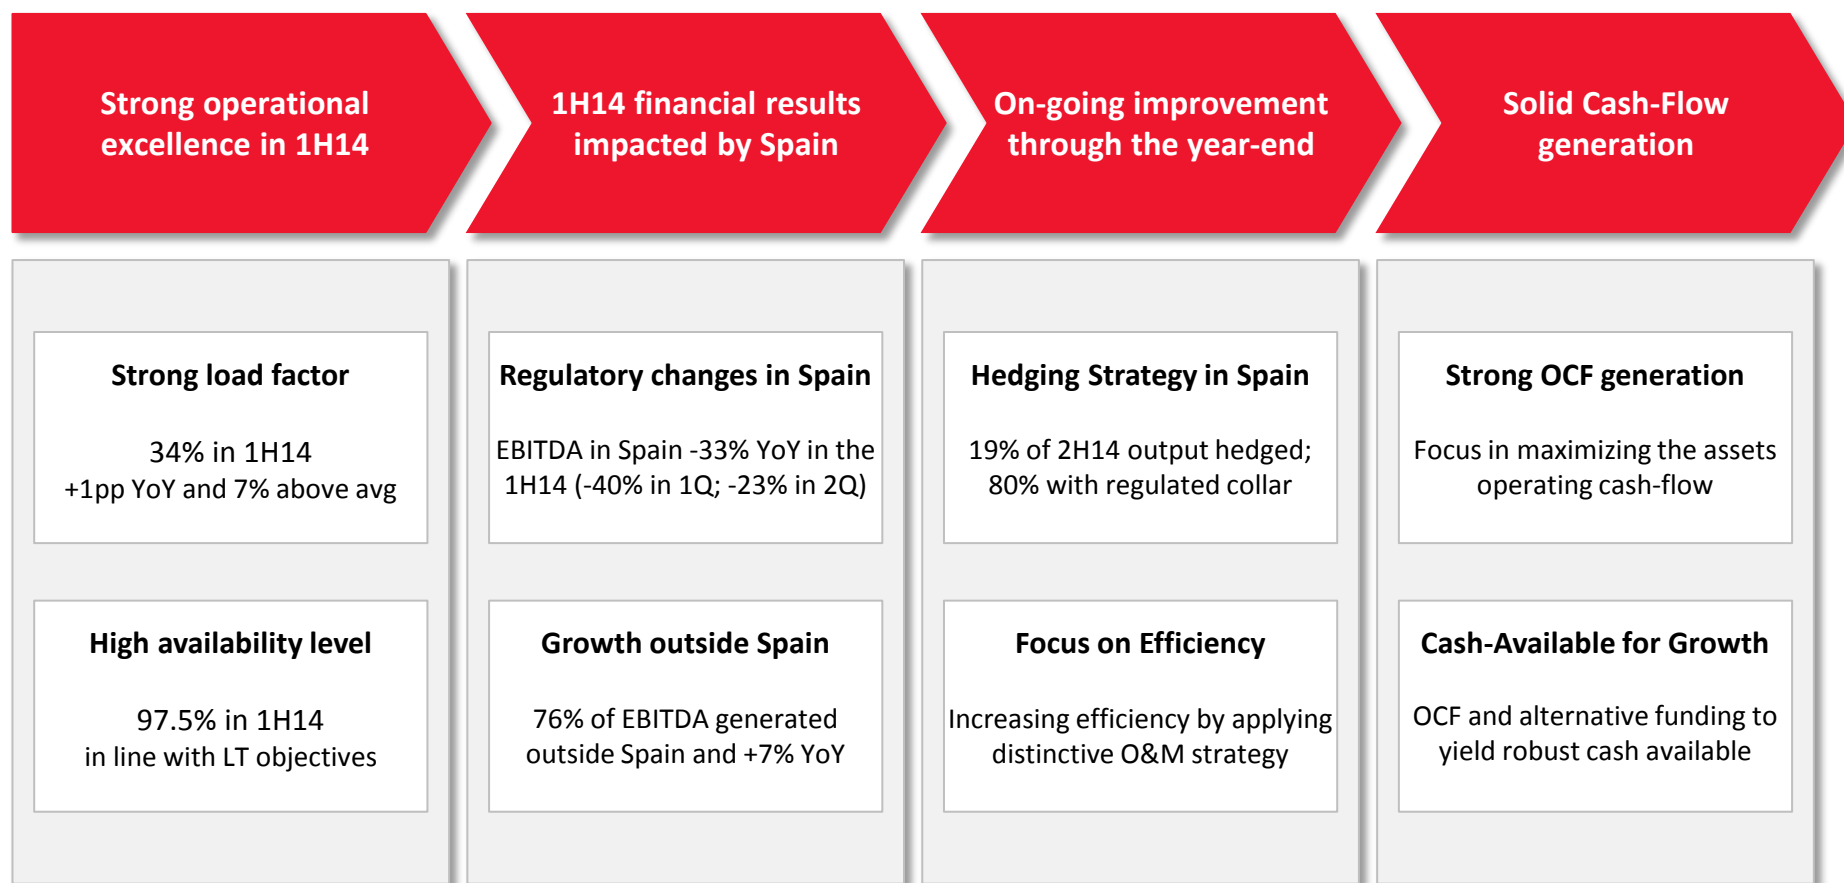 Strong operational
excellence in 1H14
1H14 financial results
impacted by Spain
On-going improvement
through the year-end
Solid Cash-Flow
generation
Strong load factor
34% in 1H14
+1pp YoY and 7% above avg
High availability level
97.5% in 1H14
in line with LT objectives
Regulatory changes in Spain
EBITDA in Spain -33% YoY in the
1H14 (-40% in 1Q; -23% in 2Q)
Growth outside Spain
76% of EBITDA generated
outside Spain and +7% YoY
Hedging Strategy in Spain
19% of 2H14 output hedged;
80% with regulated collar
Focus on Efficiency
Increasing efficiency by applying
distinctive O&M strategy
Strong OCF generation
Focus in maximizing the assets
operating cash-flow
Cash-Available for Growth
OCF and alternative funding to
yield robust cash available